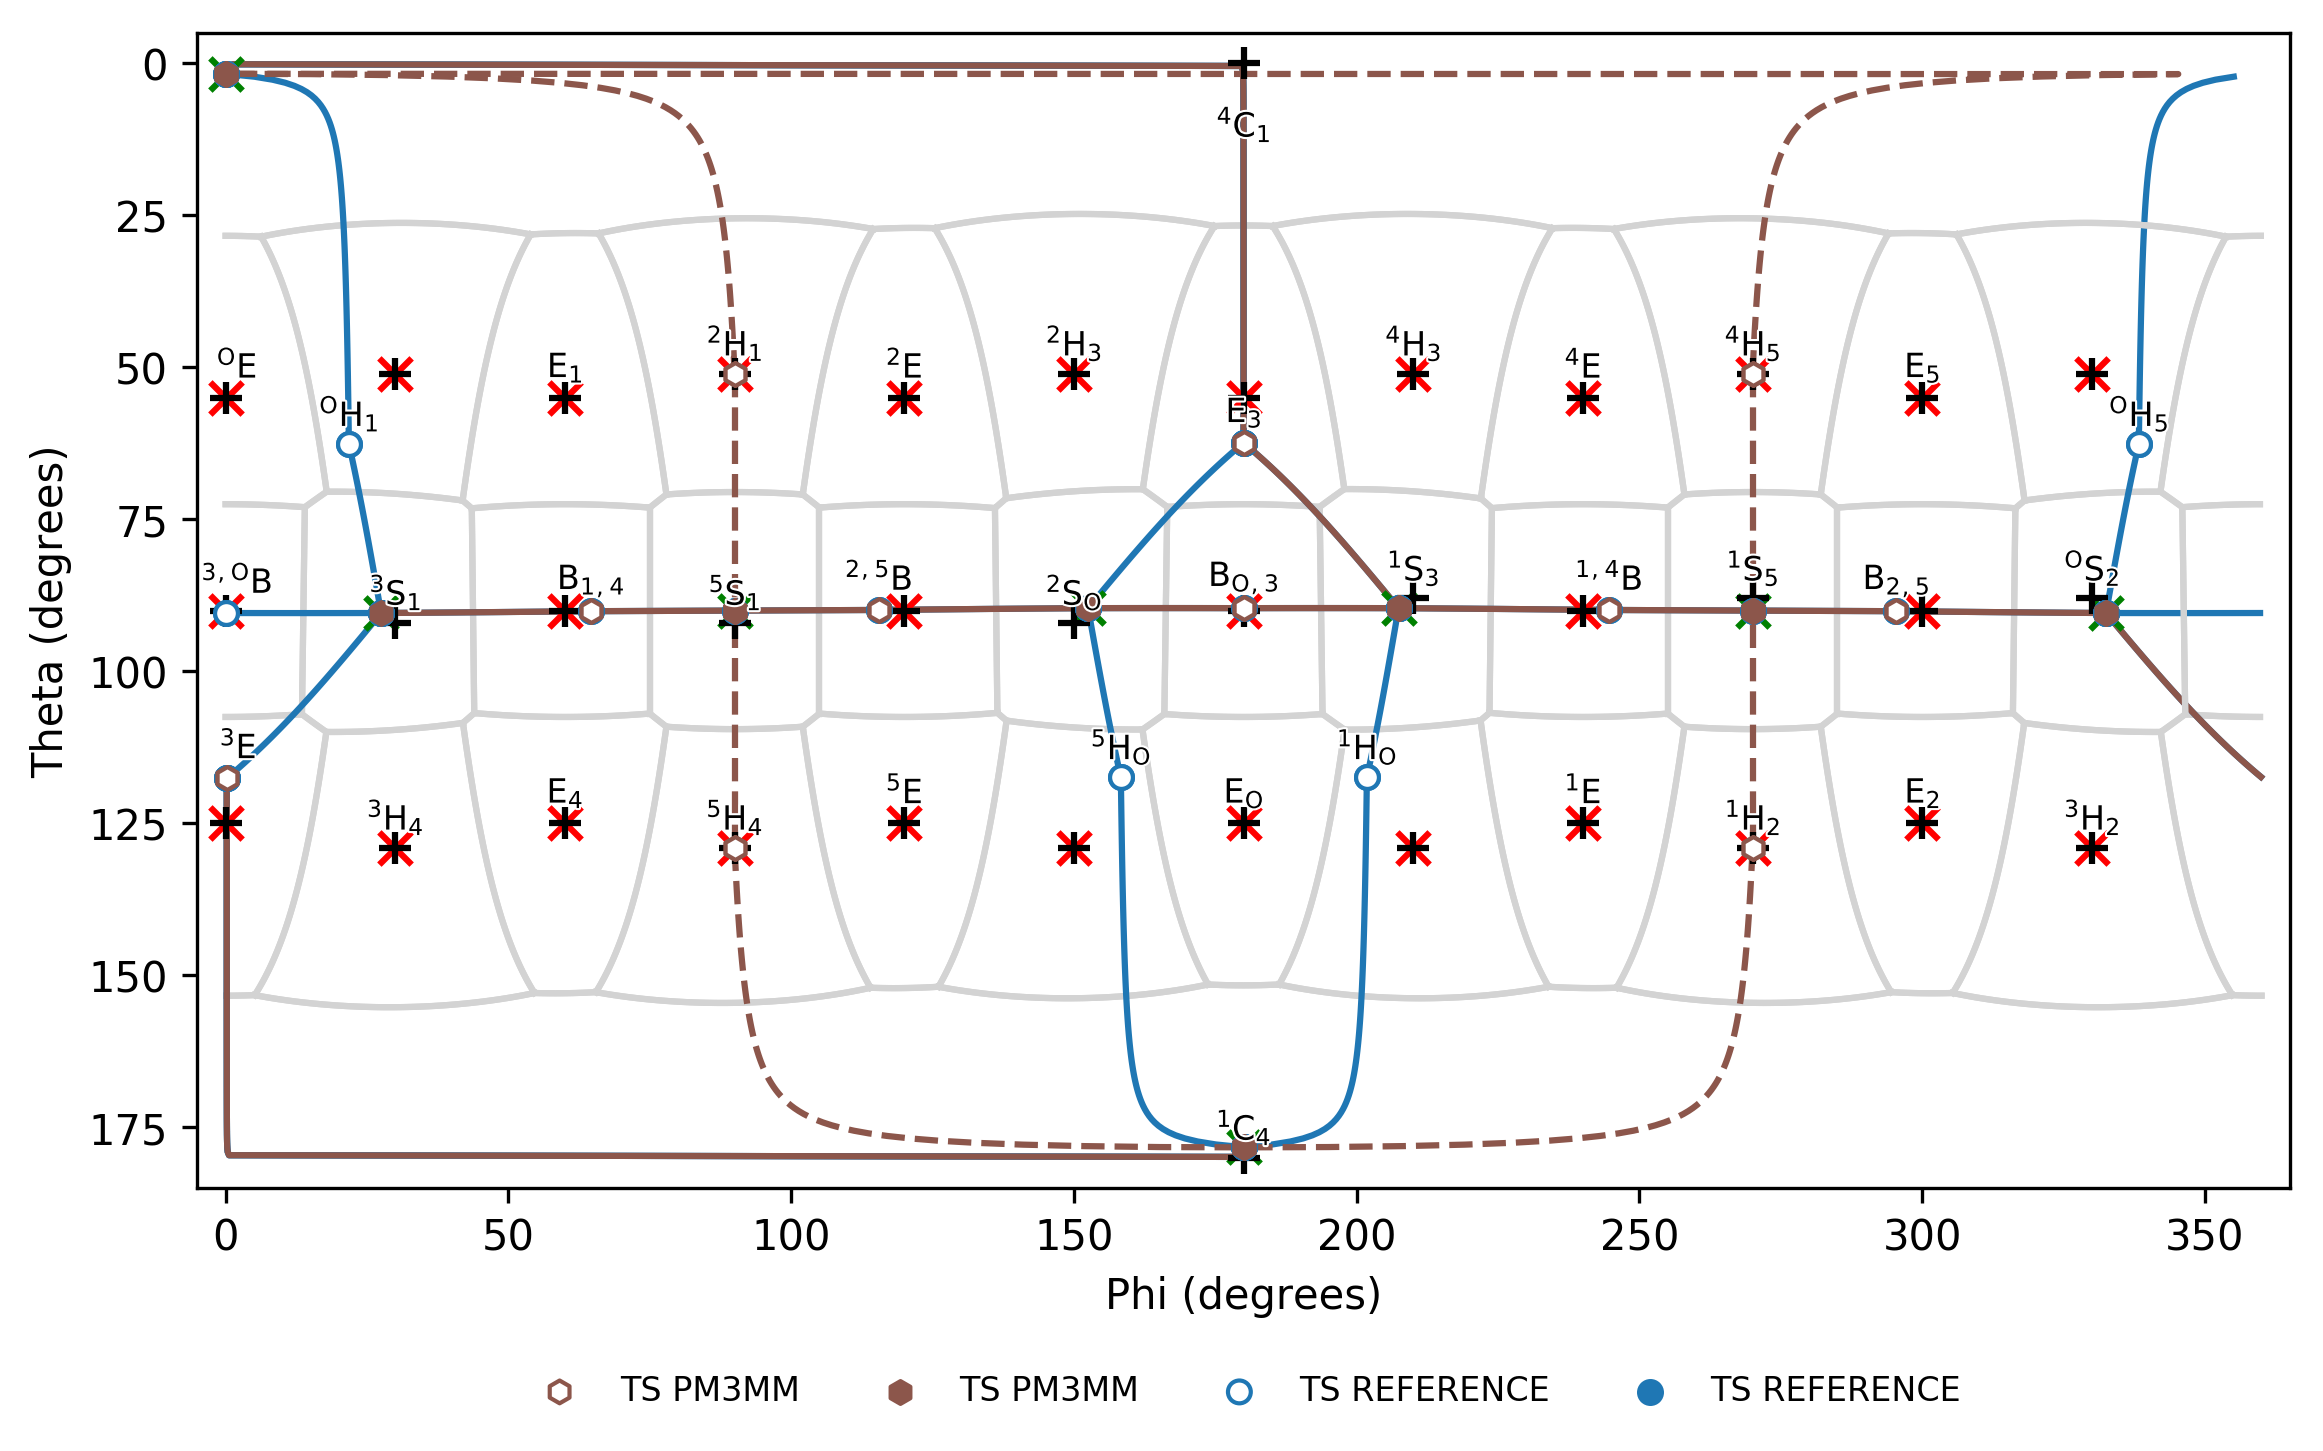 0
25
50
75
100
125
150
175
Theta (degrees)
⁴C₁
ᴼE
ᴼH₁
E₁
²H₁
²E
²H₃
E₃
⁴H₃
⁴E
⁴H₅
E₅
ᴼH₅
³,ᴼB
³S₁
B₁,₄
⁵S₁
²,⁵B
²Sₒ
Bₒ,₃
¹S₃
¹,⁴B
¹S₅
B₂,₅
ᴼS₂
³E
³H₄
E₄
⁵H₄
⁵E
⁵Hₒ
Eₒ
¹Hₒ
¹E
¹H₂
E₂
³H₂
¹C₄
0 50 100 150 200 250 300 350
Phi (degrees)
TS PM3MM TS PM3MM TS REFERENCE TS REFERENCE